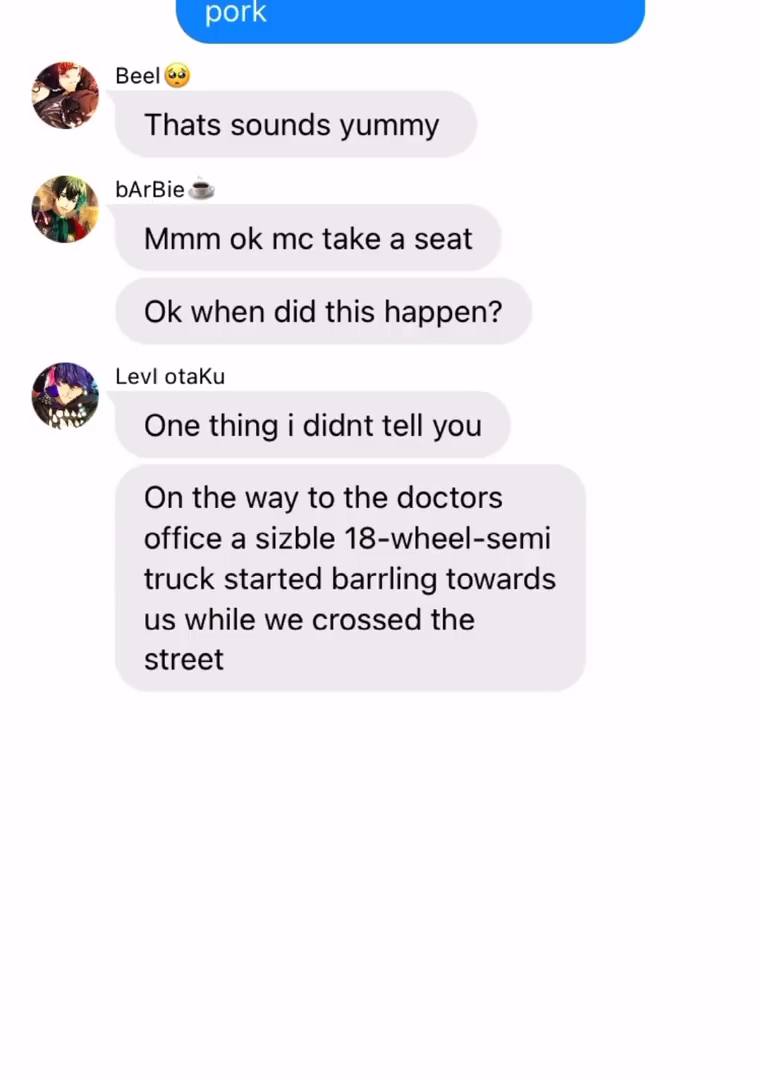 pork
Beel🥺
Thats sounds yummy
bArBie☕
Mmm ok mc take a seat
Ok when did this happen?
LevI otaKu
One thing i didnt tell you
On the way to the doctors
office a sizble 18-wheel-semi
truck started barrling towards
us while we crossed the
street